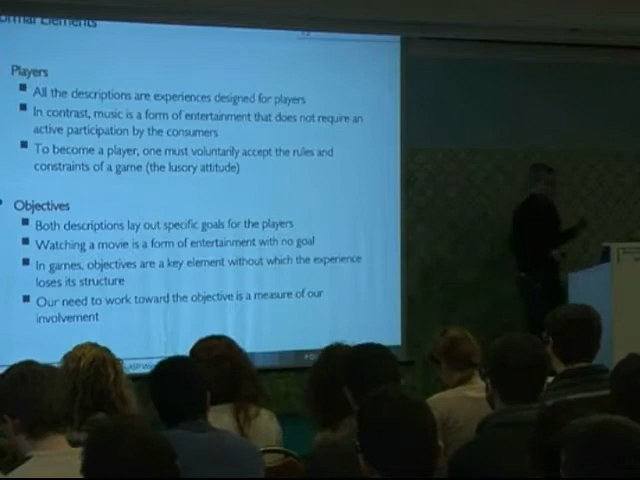 ormal Elements
Players
All the descriptions are experiences designed for players
In contrast, music is a form of entertainment that does not require an
active participation by the consumers
To become a player, one must voluntarily accept the rules and
constraints of a game (the lusory attitude)
Objectives
Both descriptions lay out specific goals for the players
Watching a movie is a form of entertainment with no goal
In games, objectives are a key element without which the experience
loses its structure
Our need to work toward the objective is a measure of our
involvement